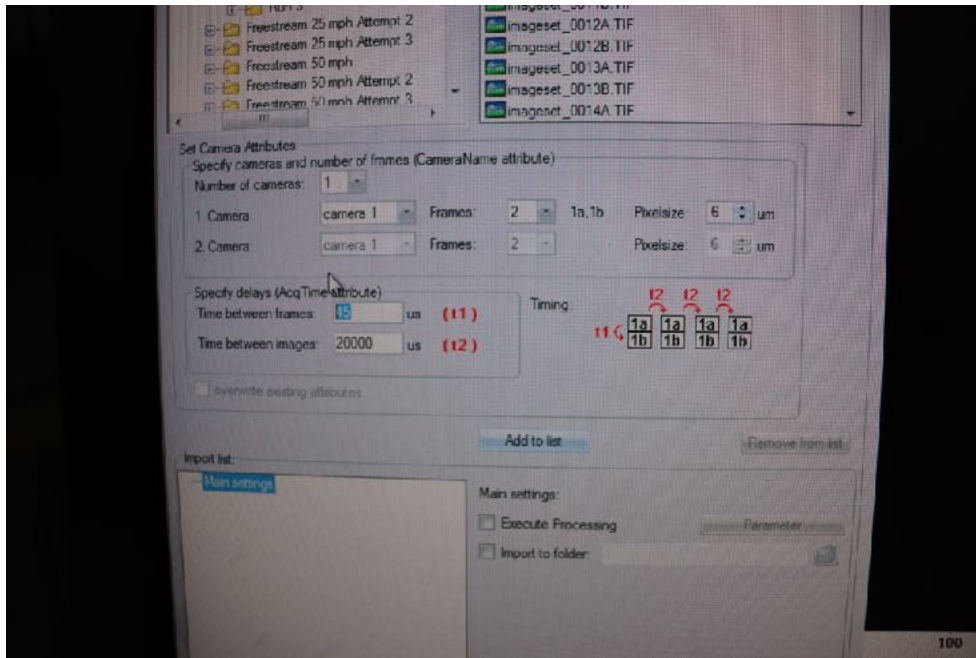 Freestream 25 mph Attempt 2
Freestream 25 mph Attempt 3
Freestream 50 mph
Freestream 50 mph Attempt 2
Freestream 50 mph Attempt 3
imageset_0012A.TIF
imageset_0012B.TIF
imageset_0013A.TIF
imageset_0013B.TIF
imageset_0014A.TIF
Set Camera Attributes
Specify cameras and number of frames (CameraName attribute)
Number of cameras: 1
1. Camera camera 1 Frames: 2 1a,1b Pixelsize: 6 um
2. Camera camera 1 Frames: 2 Pixelsize: 6 um
Specify delays (AcqTime attribute)
Time between frames: 45 us (t1)
Time between images: 20000 us (t2)
Timing:
t2 t2 t2
t1 1a 1a 1a 1a
1b 1b 1b 1b
overwrite existing attributes
Add to list
Remove from list
Import list:
Main settings
Main settings:
Execute Processing
Parameter
Import to folder:
100